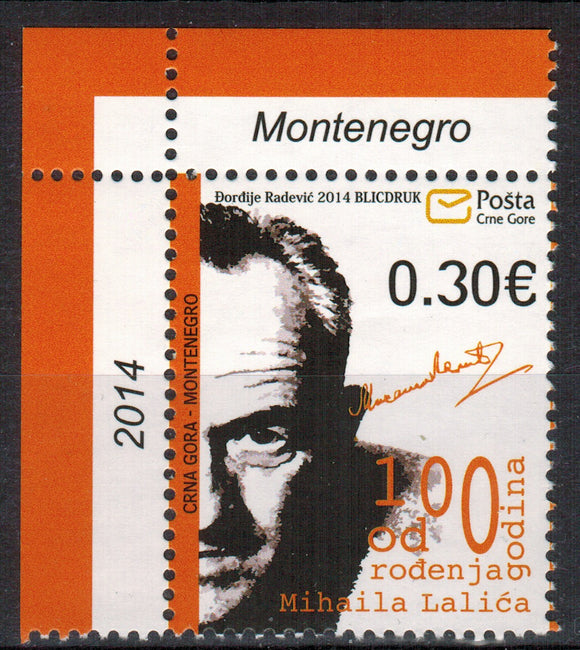 Montenegro
Đorđije Radević 2014 BLICDRUK
Pošta
Crne Gore
0.30€
2014
CRNA GORA - MONTENEGRO
100
od
godina
rođenja
Mihaila Lalića